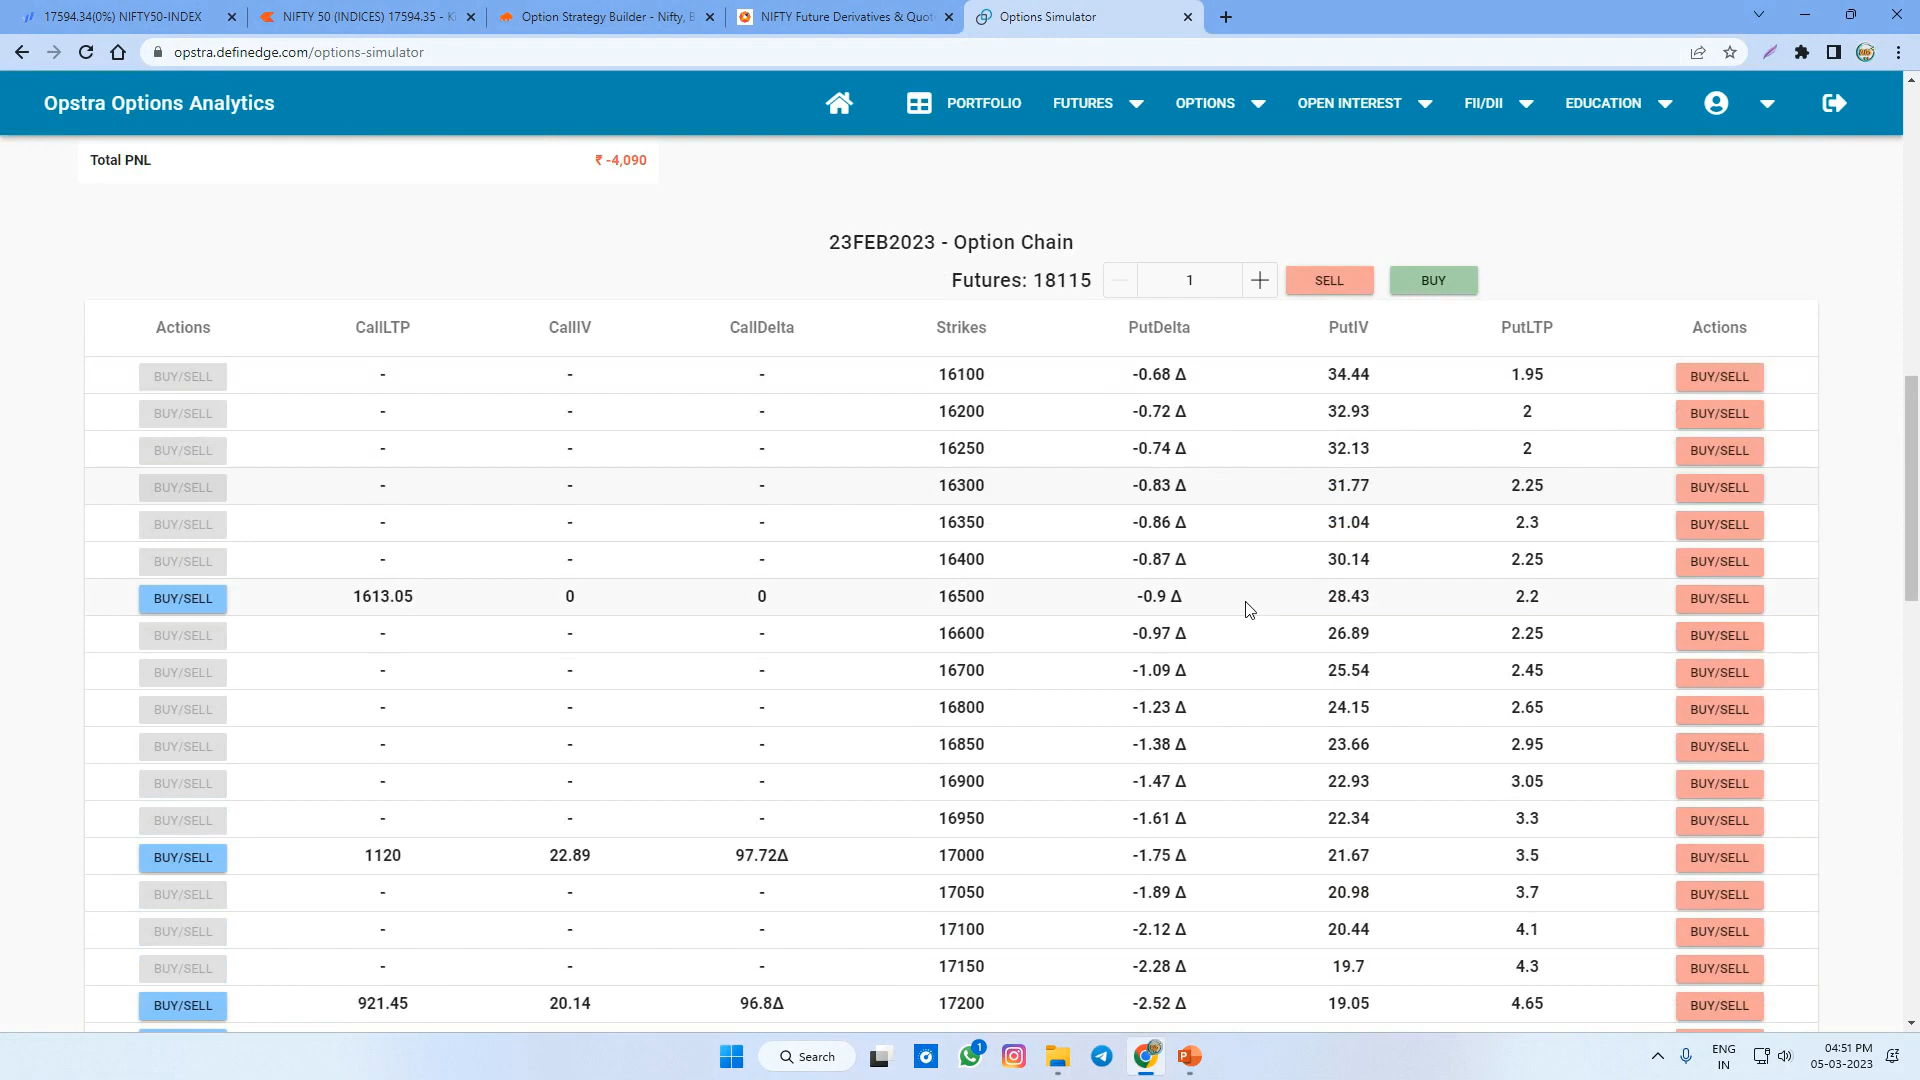 17594.34(0%) NIFTY50-INDEX
NIFTY 50 (INDICES) 17594.35 - Ki
Option Strategy Builder - Nifty, B
NIFTY Future Derivatives & Quot
Options Simulator
opstra.definedge.com/options-simulator
Opstra Options Analytics
PORTFOLIO FUTURES OPTIONS OPEN INTEREST FII/DII EDUCATION
Total PNL ₹ -4,090
23FEB2023 - Option Chain
Futures: 18115 1 SELL BUY
Actions CallLTP CallIV CallDelta Strikes PutDelta PutIV PutLTP Actions
BUY/SELL - - - 16100 -0.68 Δ 34.44 1.95 BUY/SELL
BUY/SELL - - - 16200 -0.72 Δ 32.93 2 BUY/SELL
BUY/SELL - - - 16250 -0.74 Δ 32.13 2 BUY/SELL
BUY/SELL - - - 16300 -0.83 Δ 31.77 2.25 BUY/SELL
BUY/SELL - - - 16350 -0.86 Δ 31.04 2.3 BUY/SELL
BUY/SELL - - - 16400 -0.87 Δ 30.14 2.25 BUY/SELL
BUY/SELL 1613.05 0 0 16500 -0.9 Δ 28.43 2.2 BUY/SELL
BUY/SELL - - - 16600 -0.97 Δ 26.89 2.25 BUY/SELL
BUY/SELL - - - 16700 -1.09 Δ 25.54 2.45 BUY/SELL
BUY/SELL - - - 16800 -1.23 Δ 24.15 2.65 BUY/SELL
BUY/SELL - - - 16850 -1.38 Δ 23.66 2.95 BUY/SELL
BUY/SELL - - - 16900 -1.47 Δ 22.93 3.05 BUY/SELL
BUY/SELL - - - 16950 -1.61 Δ 22.34 3.3 BUY/SELL
BUY/SELL 1120 22.89 97.72Δ 17000 -1.75 Δ 21.67 3.5 BUY/SELL
BUY/SELL - - - 17050 -1.89 Δ 20.98 3.7 BUY/SELL
BUY/SELL - - - 17100 -2.12 Δ 20.44 4.1 BUY/SELL
BUY/SELL - - - 17150 -2.28 Δ 19.7 4.3 BUY/SELL
BUY/SELL 921.45 20.14 96.8Δ 17200 -2.52 Δ 19.05 4.65 BUY/SELL
Search
1
ENG
IN
04:51 PM
05-03-2023